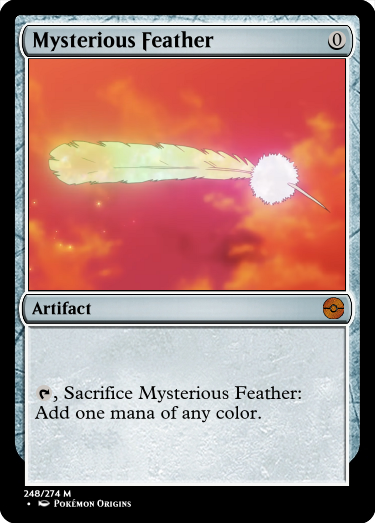 Mysterious Feather 0
Artifact
, Sacrifice Mysterious Feather:
Add one mana of any color.
248/274 M
• Pokémon Origins